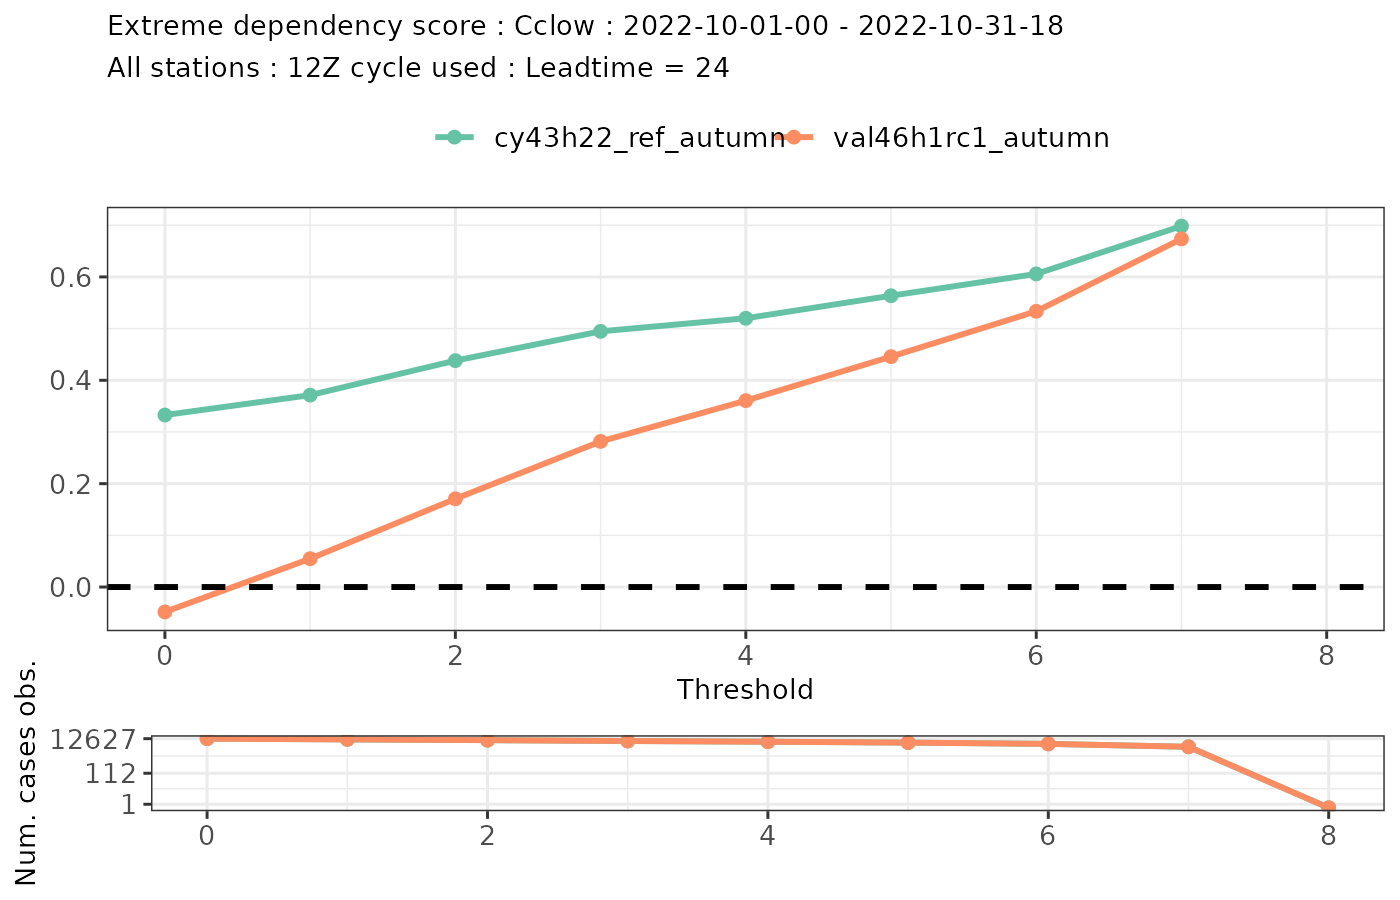 Extreme dependency score : Cclow : 2022-10-01-00 - 2022-10-31-18
All stations : 12Z cycle used : Leadtime = 24
cy43h22_ref_autumn val46h1rc1_autumn
0.6
0.4
0.2
0.0
0 2 4 6 8
Threshold
Num. cases obs.
12627
112
1
0 2 4 6 8